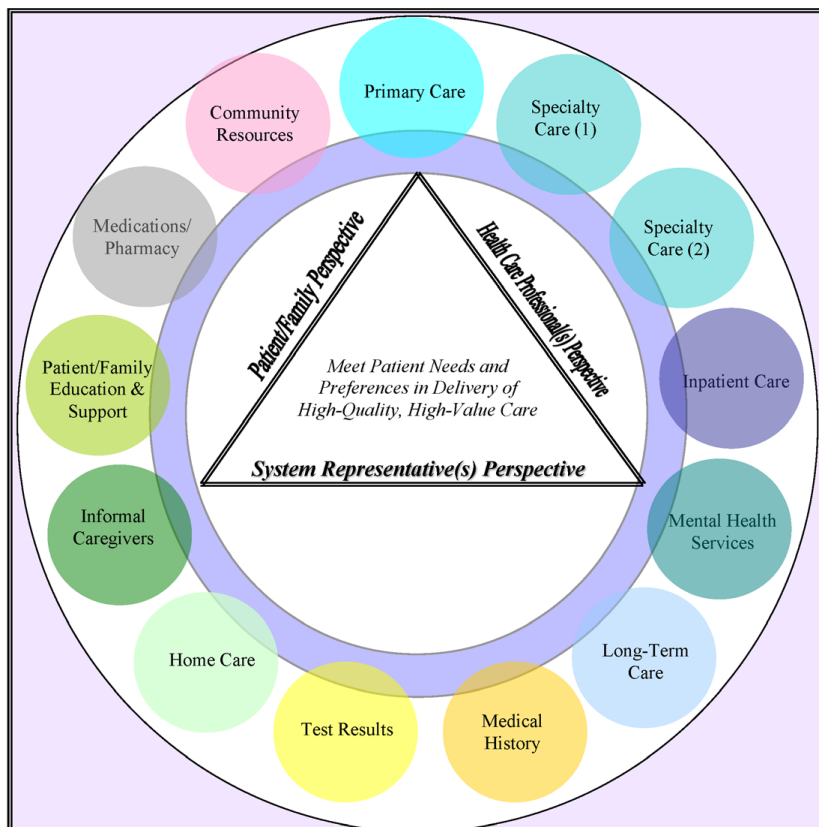 Primary Care
Specialty
Care (1)
Specialty
Care (2)
Inpatient Care
Mental Health
Services
Long-Term
Care
Medical
History
Test Results
Home Care
Informal
Caregivers
Patient/Family
Education &
Support
Medications/
Pharmacy
Community
Resources
Patient/Family Perspective
Health Care Professional(s) Perspective
Meet Patient Needs and
Preferences in Delivery of
High-Quality, High-Value Care
System Representative(s) Perspective